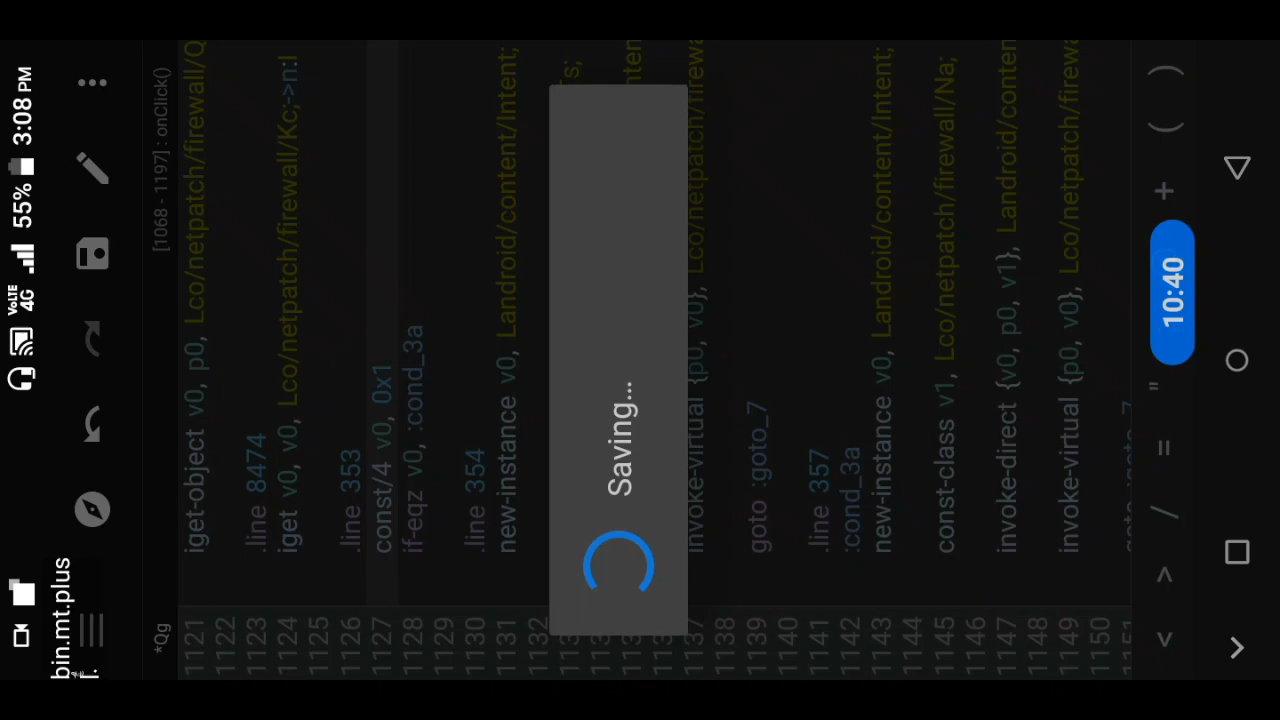 3:08 PM
55%
VoLTE
4G
bin.mt.plus
*Qg
[1068 - 1197] : onClick()
1121 iget-object v0, p0, Lco/netpatch/firewall/Q
1122
1123 .line 8474
1124 iget v0, v0, Lco/netpatch/firewall/Kc;->n:I
1125
1126 .line 353
1127 const/4 v0, 0x1
1128 if-eqz v0, :cond_3a
1129
1130 .line 354
1131 new-instance v0, Landroid/content/Intent;
1132
Saving...
1137 invoke-virtual {p0, v0}, Lco/netpatch/firewa
1138
1139 goto :goto_7
1140
1141 .line 357
1142 :cond_3a
1143 new-instance v0, Landroid/content/Intent;
1144
1145 const-class v1, Lco/netpatch/firewall/Na;
1146
1147 invoke-direct {v0, p0, v1}, Landroid/conten
1148
1149 invoke-virtual {p0, v0}, Lco/netpatch/firew
1150
< > / = " + ( )
10:40